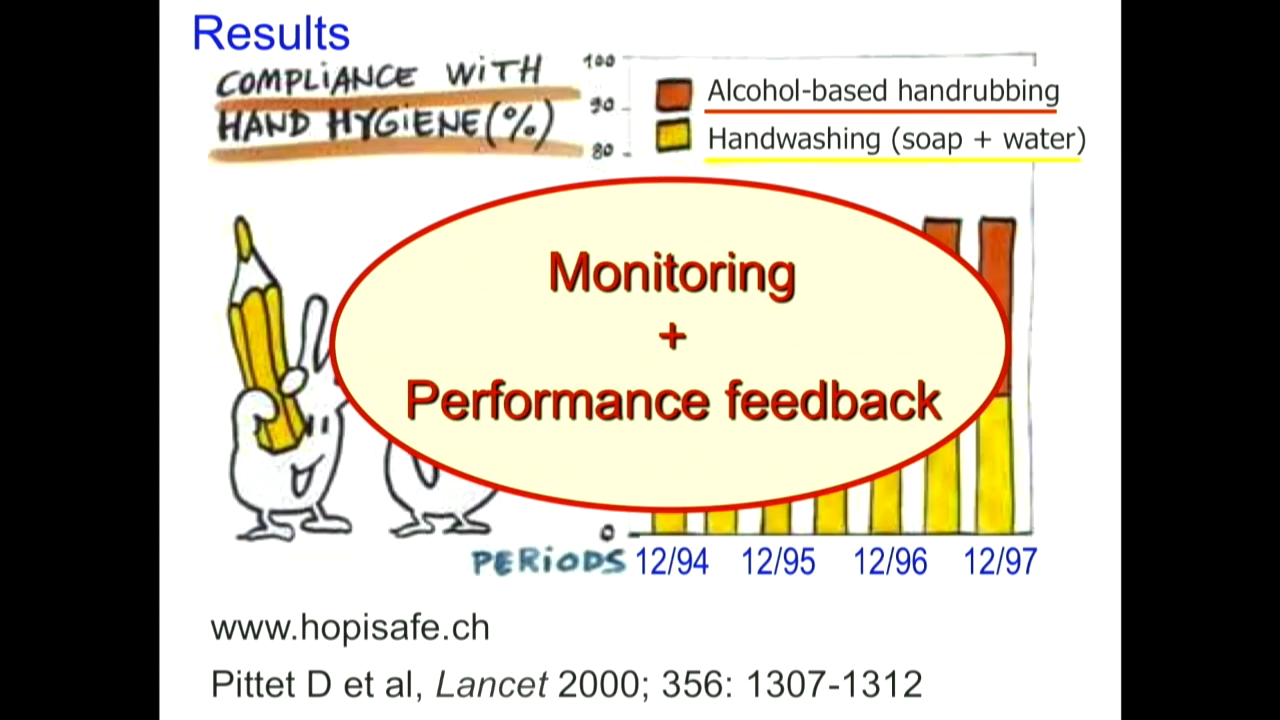 Results
COMPLiANCE WiTH
HAND HYGiENE (%)
100
90
80
Alcohol-based handrubbing
Handwashing (soap + water)
Monitoring
+
Performance feedback
0
PERiODS 12/94 12/95 12/96 12/97
www.hopisafe.ch
Pittet D et al, Lancet 2000; 356: 1307-1312